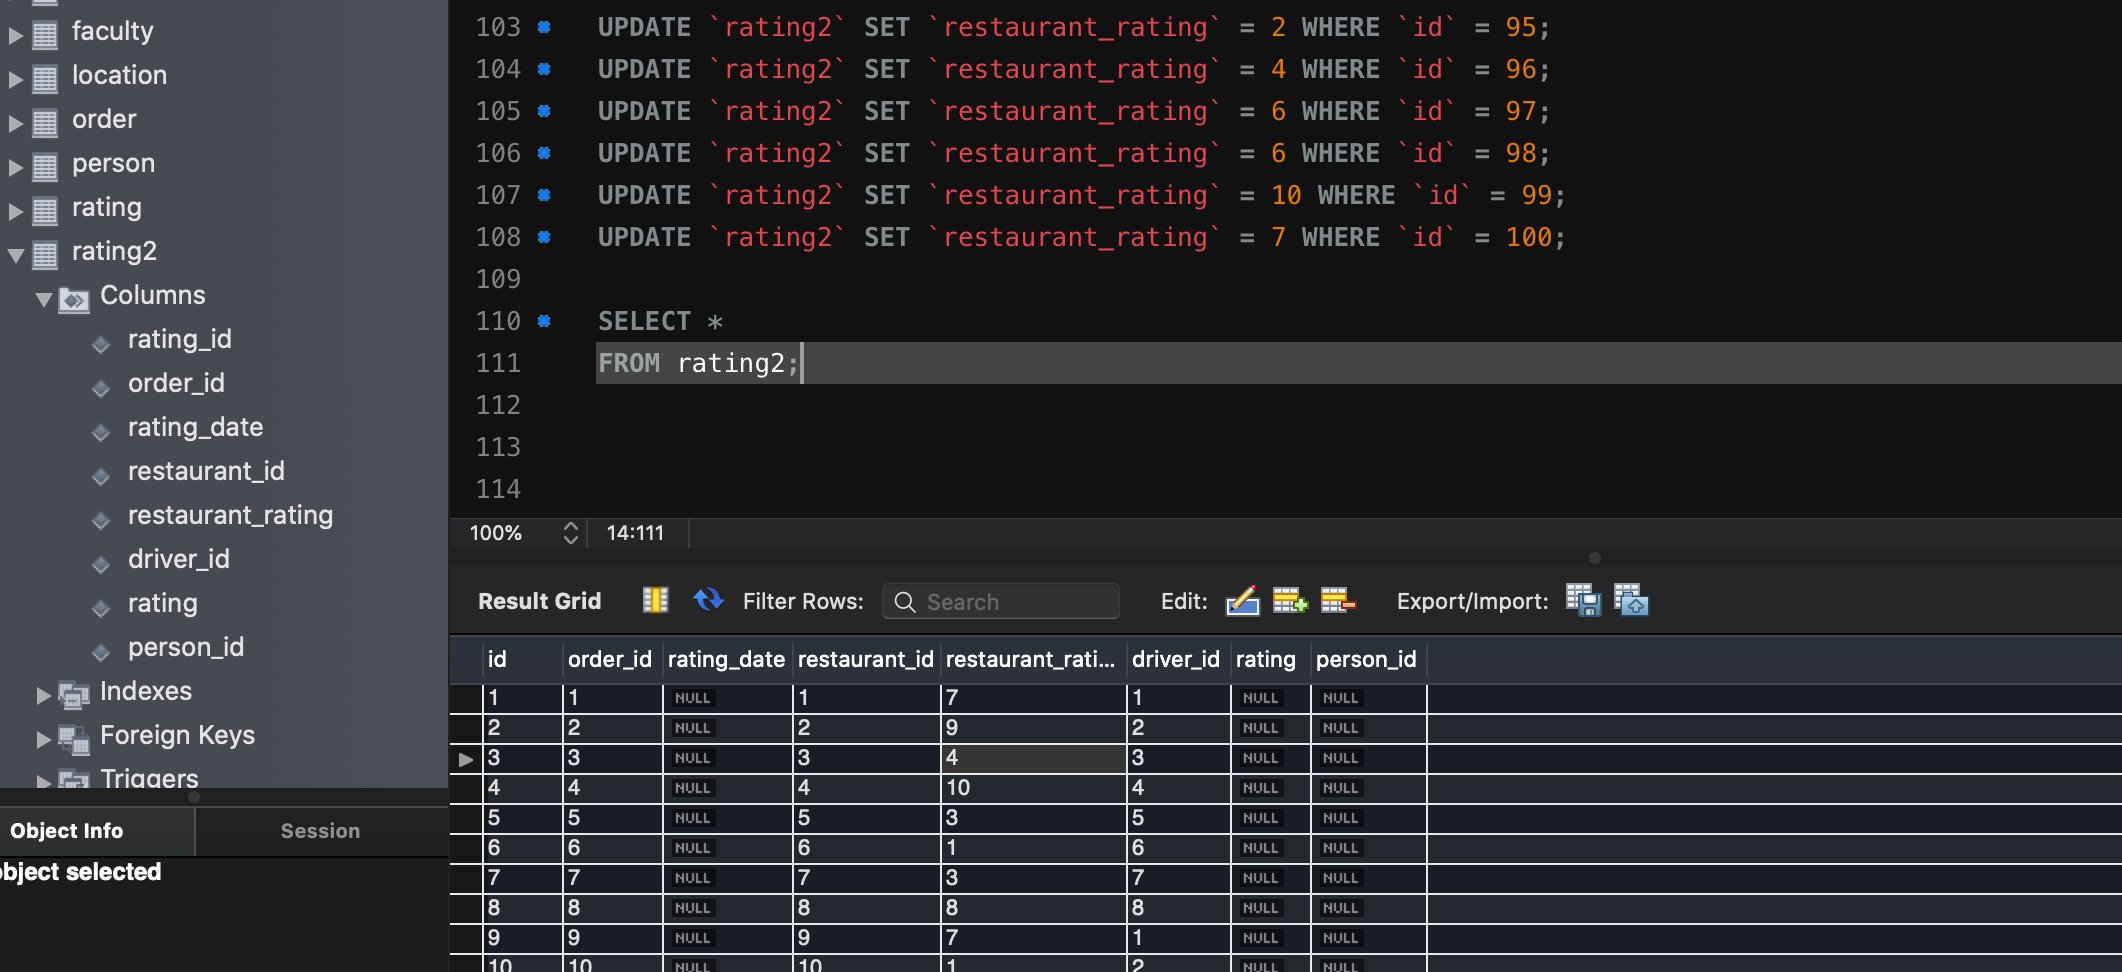 faculty
location
order
person
rating
rating2
Columns
rating_id
order_id
rating_date
restaurant_id
restaurant_rating
driver_id
rating
person_id
Indexes
Foreign Keys
Triggers
Object Info Session
object selected
103 UPDATE `rating2` SET `restaurant_rating` = 2 WHERE `id` = 95;
104 UPDATE `rating2` SET `restaurant_rating` = 4 WHERE `id` = 96;
105 UPDATE `rating2` SET `restaurant_rating` = 6 WHERE `id` = 97;
106 UPDATE `rating2` SET `restaurant_rating` = 6 WHERE `id` = 98;
107 UPDATE `rating2` SET `restaurant_rating` = 10 WHERE `id` = 99;
108 UPDATE `rating2` SET `restaurant_rating` = 7 WHERE `id` = 100;
109
110 SELECT *
111 FROM rating2;
112
113
114
100% 14:111
Result Grid Filter Rows: Search Edit: Export/Import:
id order_id rating_date restaurant_id restaurant_rati... driver_id rating person_id
1 1 NULL 1 7 1 NULL NULL
2 2 NULL 2 9 2 NULL NULL
3 3 NULL 3 4 3 NULL NULL
4 4 NULL 4 10 4 NULL NULL
5 5 NULL 5 3 5 NULL NULL
6 6 NULL 6 1 6 NULL NULL
7 7 NULL 7 3 7 NULL NULL
8 8 NULL 8 8 8 NULL NULL
9 9 NULL 9 7 1 NULL NULL
10 10 NULL 10 1 2 NULL NULL